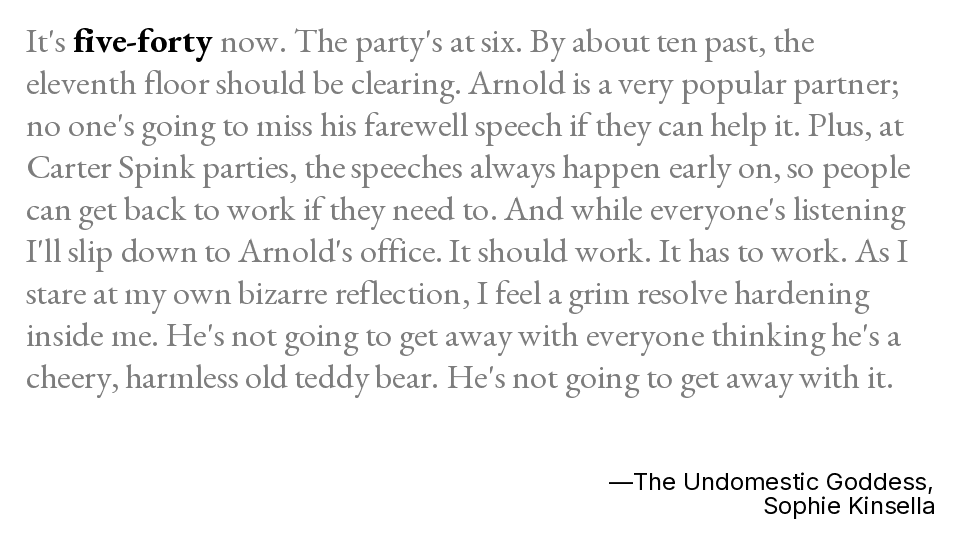 It's five-forty now. The party's at six. By about ten past, the
eleventh floor should be clearing. Arnold is a very popular partner;
no one's going to miss his farewell speech if they can help it. Plus, at
Carter Spink parties, the speeches always happen early on, so people
can get back to work if they need to. And while everyone's listening
I'll slip down to Arnold's office. It should work. It has to work. As I
stare at my own bizarre reflection, I feel a grim resolve hardening
inside me. He's not going to get away with everyone thinking he's a
cheery, harmless old teddy bear. He's not going to get away with it.
—The Undomestic Goddess,
Sophie Kinsella